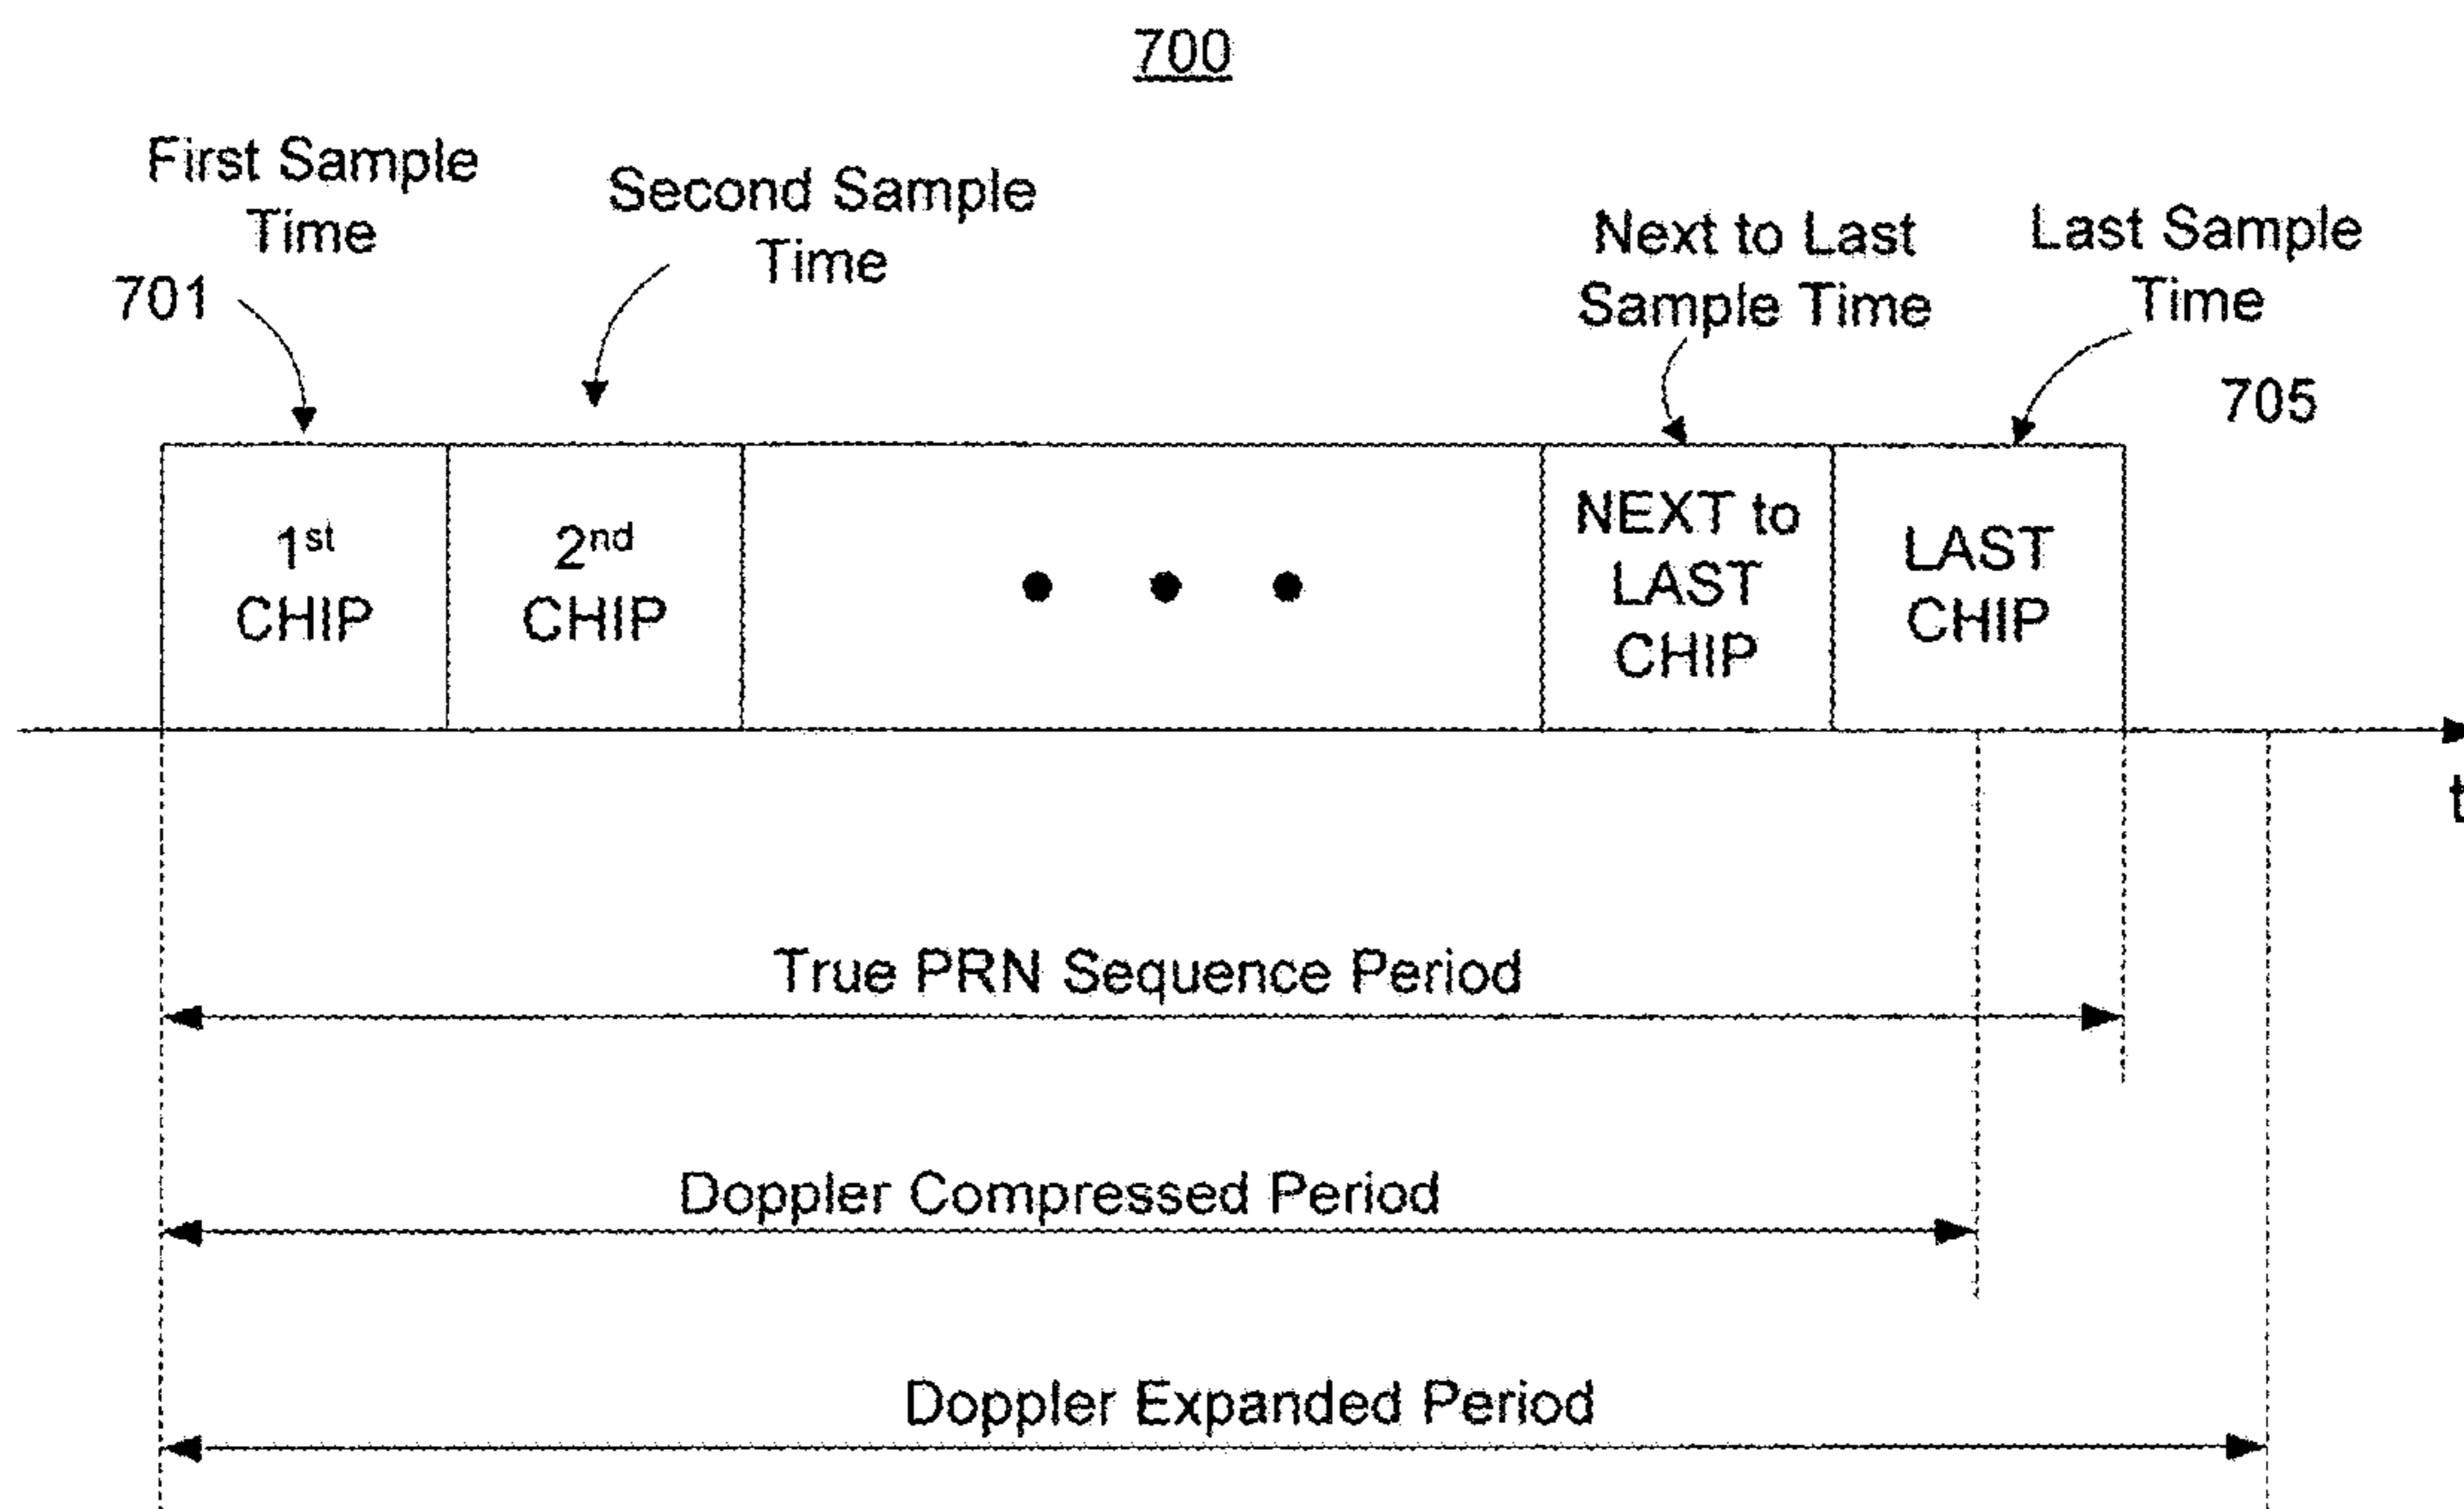 700
First Sample
Time
701
Second Sample
Time
Next to Last
Sample Time
Last Sample
Time
705
1st
CHIP
2nd
CHIP
NEXT to
LAST
CHIP
LAST
CHIP
t
True PRN Sequence Period
Doppler Compressed Period
Doppler Expanded Period